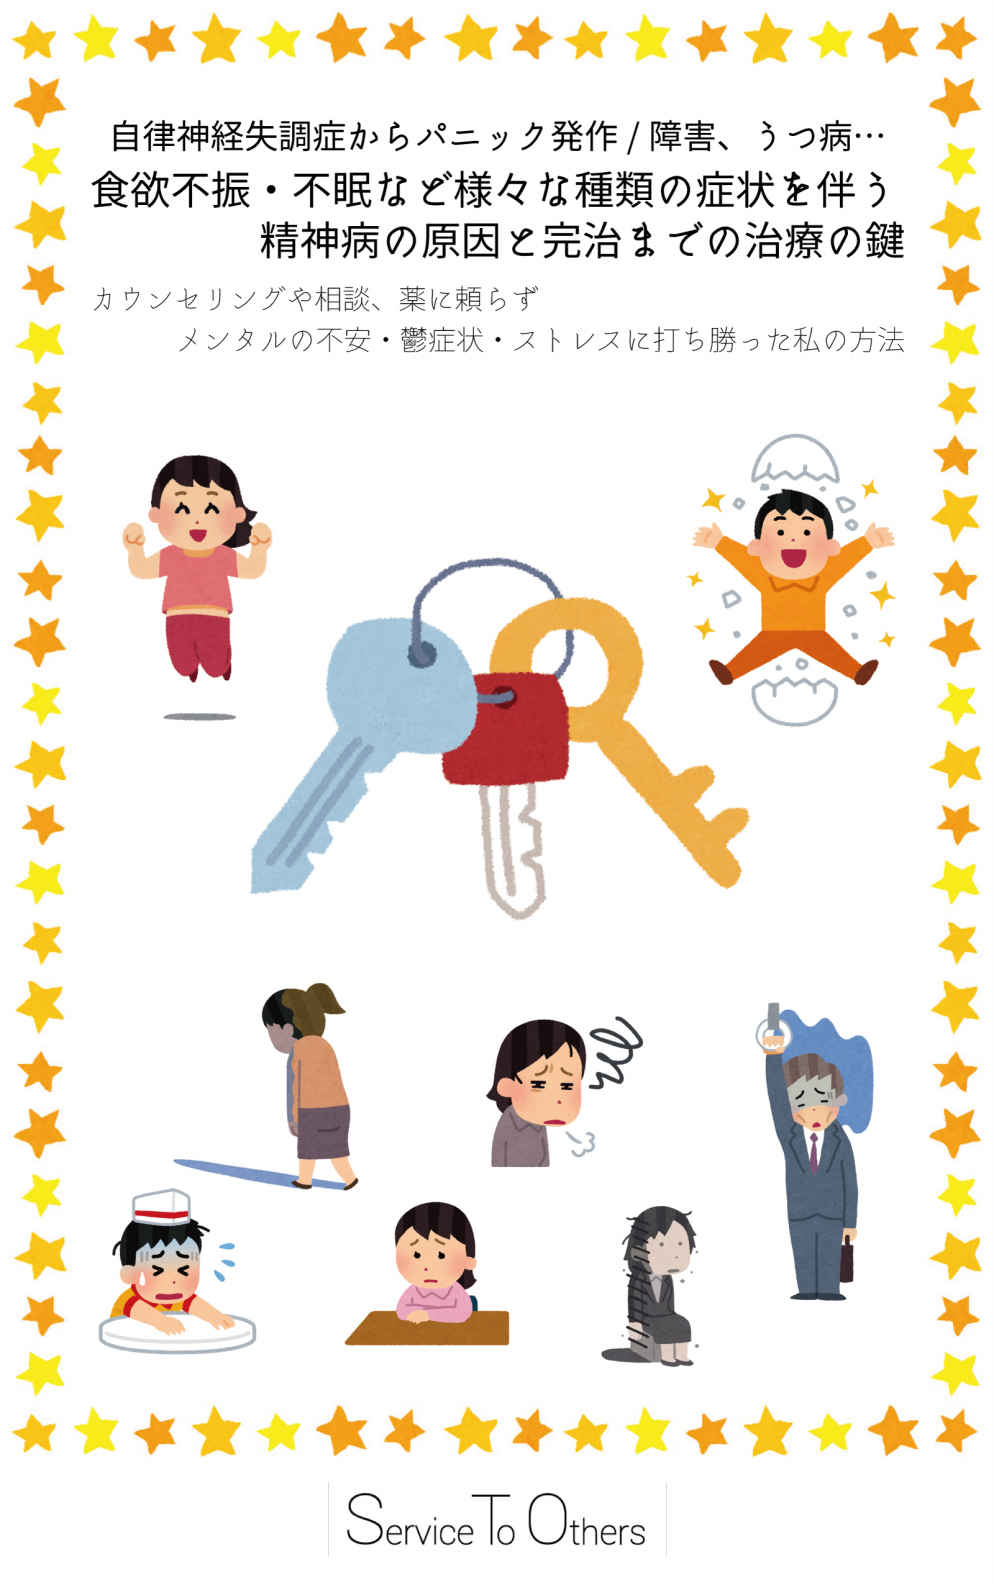 自律神経失調症からパニック発作 / 障害、うつ病…
食欲不振・不眠など様々な種類の症状を伴う
精神病の原因と完治までの治療の鍵
カウンセリングや相談、薬に頼らず
メンタルの不安・鬱症状・ストレスに打ち勝った私の方法
Service To Others